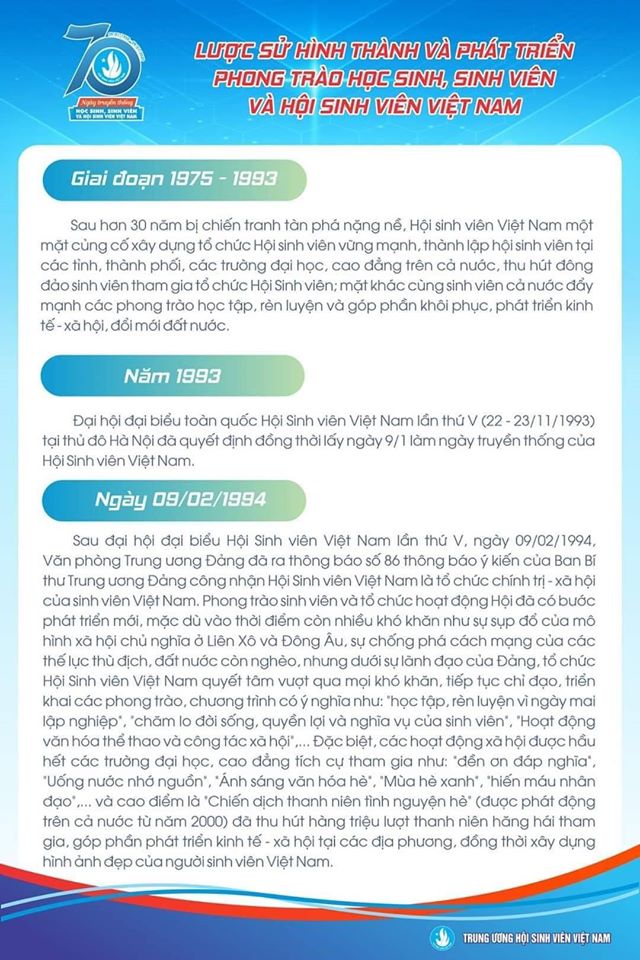 70
Ngày truyền thống
HỌC SINH, SINH VIÊN
VÀ HỘI SINH VIÊN VIỆT NAM
LƯỢC SỬ HÌNH THÀNH VÀ PHÁT TRIỂN
PHONG TRÀO HỌC SINH, SINH VIÊN
VÀ HỘI SINH VIÊN VIỆT NAM
Giai đoạn 1975 - 1993
Sau hơn 30 năm bị chiến tranh tàn phá nặng nề, Hội sinh viên Việt Nam một
mặt củng cố xây dựng tổ chức Hội sinh viên vững mạnh, thành lập hội sinh viên tại
các tỉnh, thành phối, các trường đại học, cao đẳng trên cả nước, thu hút đông
đảo sinh viên tham gia tổ chức Hội Sinh viên; mặt khác cùng sinh viên cả nước đẩy
mạnh các phong trào học tập, rèn luyện và góp phần khôi phục, phát triển kinh
tế - xã hội, đổi mới đất nước.
Năm 1993
Đại hội đại biểu toàn quốc Hội Sinh viên Việt Nam lần thứ V (22 - 23/11/1993)
tại thủ đô Hà Nội đã quyết định đồng thời lấy ngày 9/1 làm ngày truyền thống của
Hội Sinh viên Việt Nam.
Ngày 09/02/1994
Sau đại hội đại biểu Hội Sinh viên Việt Nam lần thứ V, ngày 09/02/1994,
Văn phòng Trung ương Đảng đã ra thông báo số 86 thông báo ý kiến của Ban Bí
thư Trung ương Đảng công nhận Hội Sinh viên Việt Nam là tổ chức chính trị - xã hội
của sinh viên Việt Nam. Phong trào sinh viên và tổ chức hoạt động Hội đã có bước
phát triển mới, mặc dù vào thời điểm còn nhiều khó khăn như sự sụp đổ của mô
hình xã hội chủ nghĩa ở Liên Xô và Đông Âu, sự chống phá cách mạng của các
thế lực thù địch, đất nước còn nghèo, nhưng dưới sự lãnh đạo của Đảng, tổ chức
Hội Sinh viên Việt Nam quyết tâm vượt qua mọi khó khăn, tiếp tục chỉ đạo, triển
khai các phong trào, chương trình có ý nghĩa như: "học tập, rèn luyện vì ngày mai
lập nghiệp", "chăm lo đời sống, quyền lợi và nghĩa vụ của sinh viên", "Hoạt động
văn hóa thể thao và công tác xã hội",... Đặc biệt, các hoạt động xã hội được hầu
hết các trường đại học, cao đẳng tích cự tham gia như: "đền ơn đáp nghĩa",
"Uống nước nhớ nguồn", "Ánh sáng văn hóa hè", "Mùa hè xanh", "hiến máu nhân
đạo",... và cao điểm là "Chiến dịch thanh niên tình nguyện hè" (được phát động
trên cả nước từ năm 2000) đã thu hút hàng triệu lượt thanh niên hăng hái tham
gia, góp phần phát triển kinh tế - xã hội tại các địa phương, đồng thời xây dựng
hình ảnh đẹp của người sinh viên Việt Nam.
TRUNG ƯƠNG HỘI SINH VIÊN VIỆT NAM